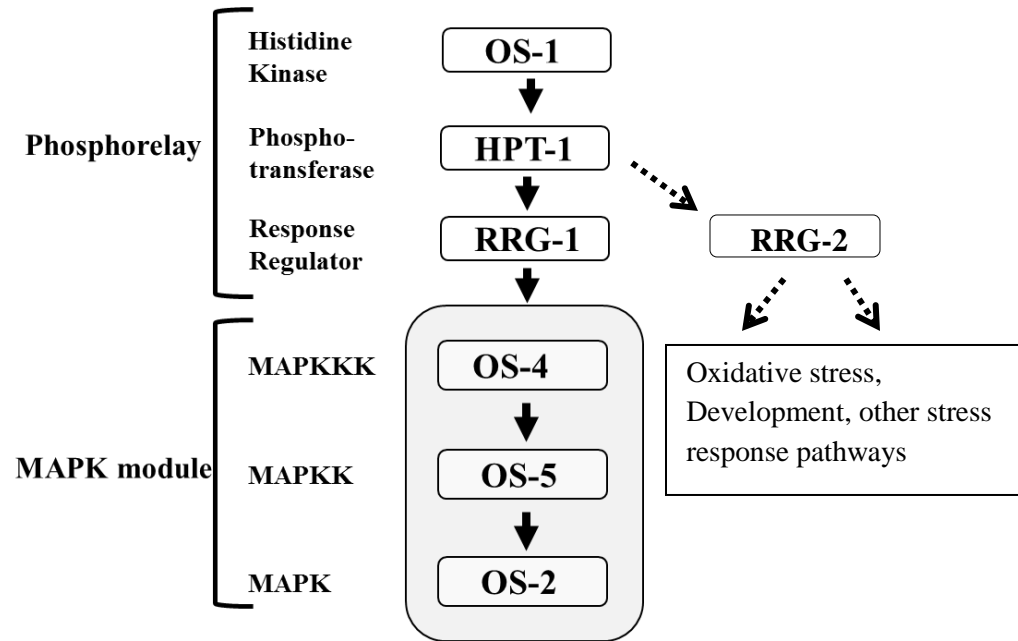 Histidine
Kinase
OS-1
Phosphorelay
Phospho-
transferase
HPT-1
Response
Regulator
RRG-1
RRG-2
MAPKKK
OS-4
Oxidative stress,
Development, other stress
response pathways
MAPK module
MAPKK
OS-5
MAPK
OS-2